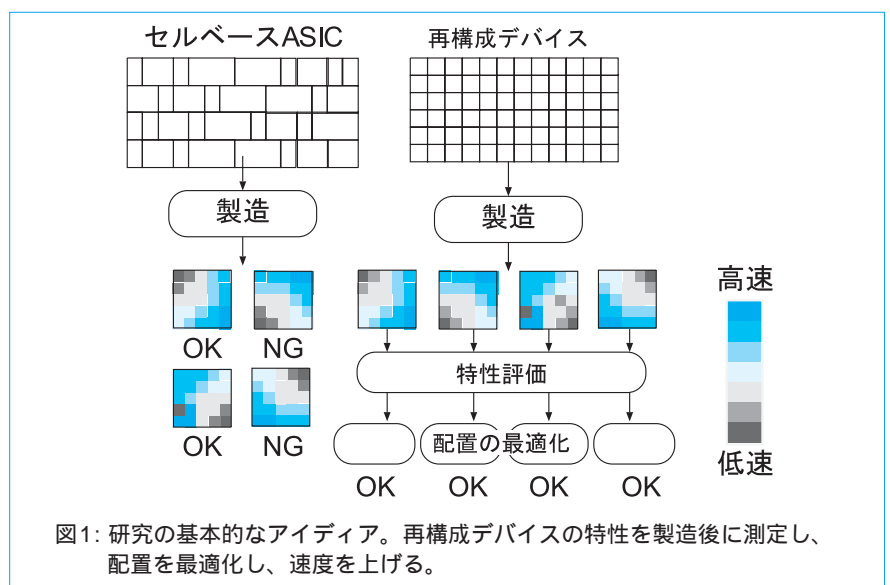 セルベースASIC
再構成デバイス
製造
製造
高速
低速
OK NG
OK NG
特性評価
配置の最適化
OK OK OK OK
図1: 研究の基本的なアイディア。再構成デバイスの特性を製造後に測定し、
配置を最適化し、速度を上げる。